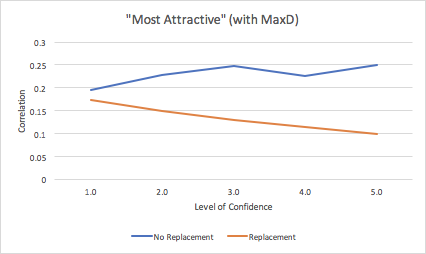 "Most Attractive" (with MaxD)
0.3
0.25
0.2
0.15
0.1
0.05
0
Correlation
1.0 2.0 3.0 4.0 5.0
Level of Confidence
No Replacement Replacement